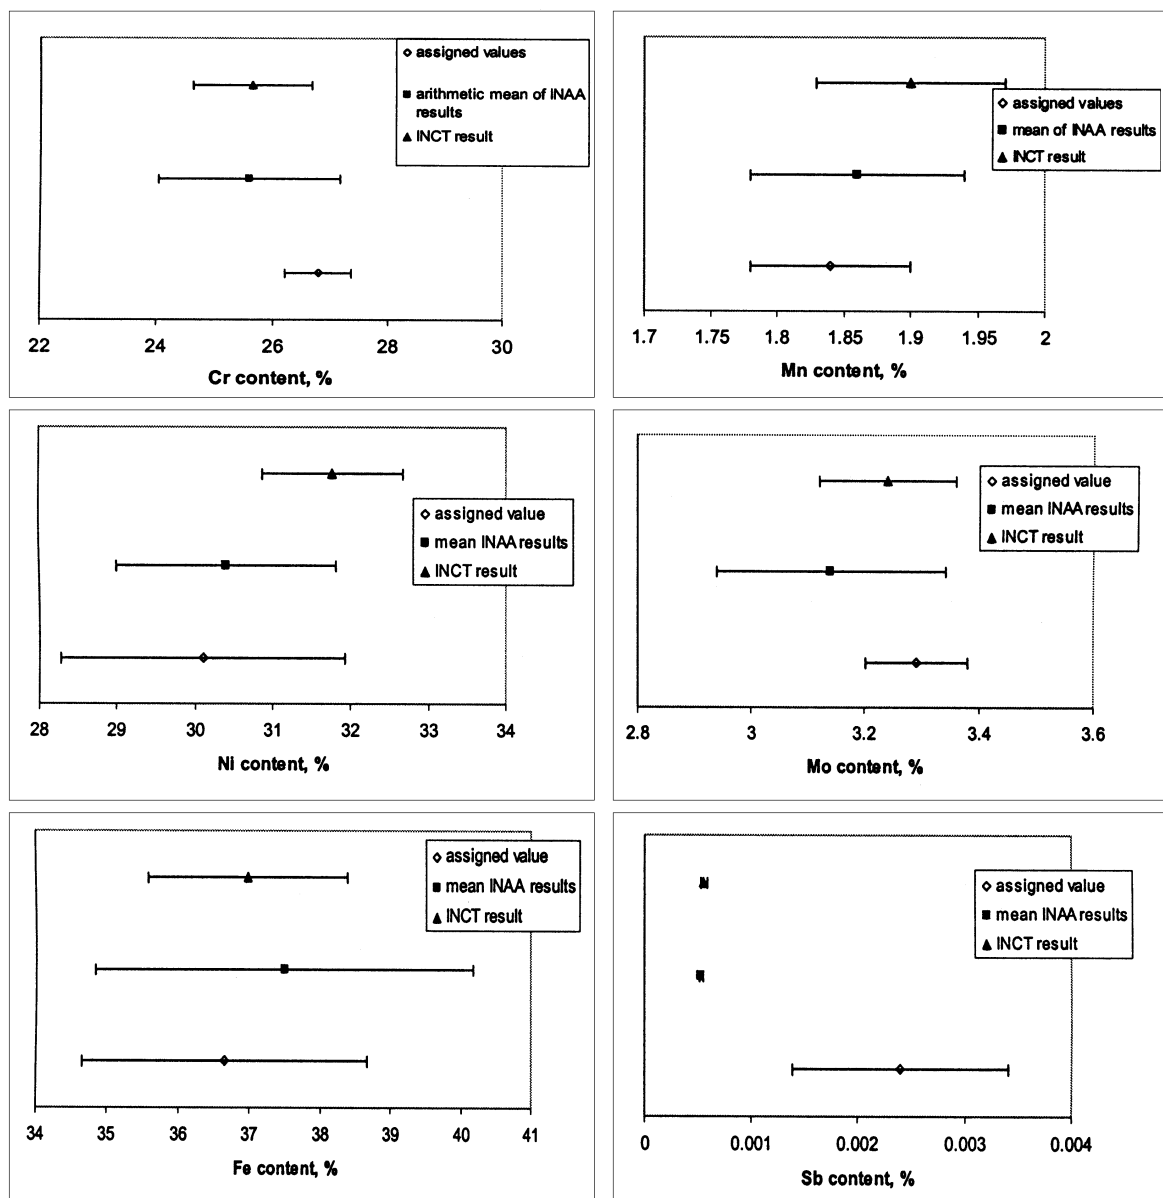 assigned values
arithmetic mean of INAA
results
INCT result
22 24 26 28 30
Cr content, %
assigned values
mean of INAA results
INCT result
1.7 1.75 1.8 1.85 1.9 1.95 2
Mn content, %
assigned value
mean INAA results
INCT result
28 29 30 31 32 33 34
Ni content, %
assigned value
mean INAA results
INCT result
2.8 3 3.2 3.4 3.6
Mo content, %
assigned value
mean INAA results
INCT result
34 35 36 37 38 39 40 41
Fe content, %
assigned value
mean INAA results
INCT result
0 0.001 0.002 0.003 0.004
Sb content, %